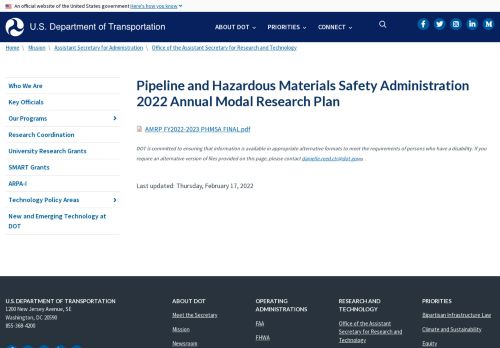 An official website of the United States government Here's how you know
U.S. Department of Transportation
ABOUT DOT
PRIORITIES
CONNECT
Home \ Mission \ Assistant Secretary for Administration \ Office of the Assistant Secretary for Research and Technology
Who We Are
Key Officials
Our Programs
Research Coordination
University Research Grants
SMART Grants
ARPA-I
Technology Policy Areas
New and Emerging Technology at
DOT
Pipeline and Hazardous Materials Safety Administration
2022 Annual Modal Research Plan
AMRP FY2022-2023 PHMSA FINAL.pdf
DOT is committed to ensuring that information is available in appropriate alternative formats to meet the requirements of persons who have a disability. If you
require an alternative version of files provided on this page, please contact
Last updated: Thursday, February 17, 2022
U.S. DEPARTMENT OF TRANSPORTATION
1200 New Jersey Avenue, SE
Washington, DC 20590
855-368-4200
ABOUT DOT
Meet the Secretary
Mission
Newsroom
OPERATING
ADMINISTRATIONS
FAA
FHWA
RESEARCH AND
TECHNOLOGY
Office of the Assistant
Secretary for Research and
Technology
PRIORITIES
Bipartisan Infrastructure Law
Climate and Sustainability
Equity